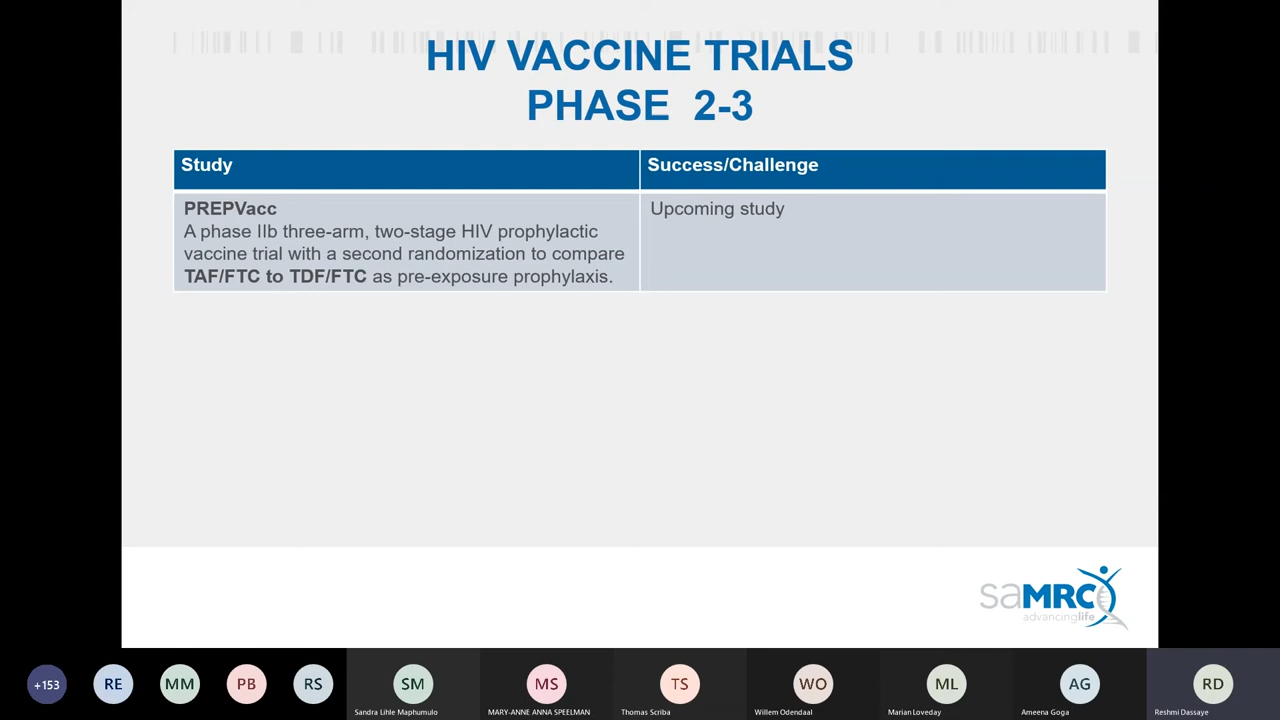 HIV VACCINE TRIALS
PHASE 2-3
Study
Success/Challenge
PREPVacc
A phase IIb three-arm, two-stage HIV prophylactic
vaccine trial with a second randomization to compare
TAF/FTC to TDF/FTC as pre-exposure prophylaxis.
Upcoming study
saMRC
advancinglife
+153
RE
MM
PB
RS
SM
Sandra Lihle Maphumulo
MS
MARY-ANNE ANNA SPEELMAN
TS
Thomas Scriba
WO
Willem Odendaal
ML
Marian Loveday
AG
Ameena Goga
RD
Reshmi Dassaye